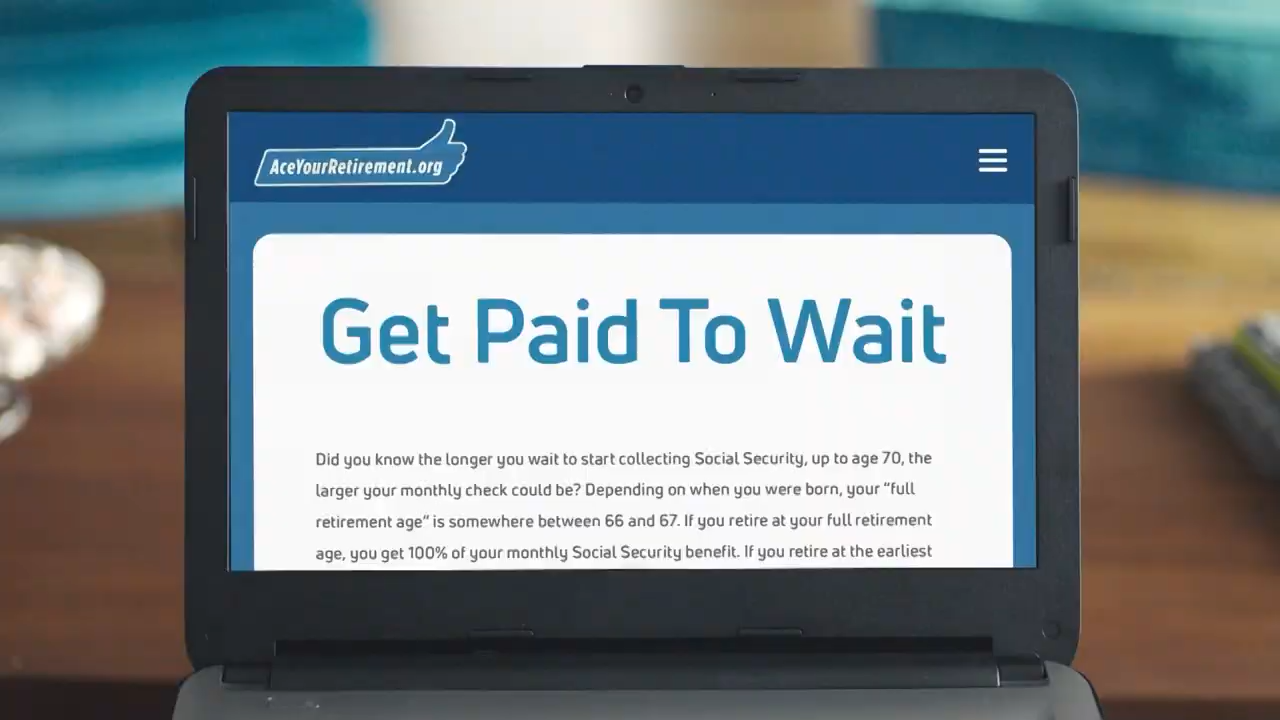 AceYourRetirement.org
Get Paid To Wait
Did you know the longer you wait to start collecting Social Security, up to age 70, the
larger your monthly check could be? Depending on when you were born, your "full
retirement age" is somewhere between 66 and 67. If you retire at your full retirement
age, you get 100% of your monthly Social Security benefit. If you retire at the earliest